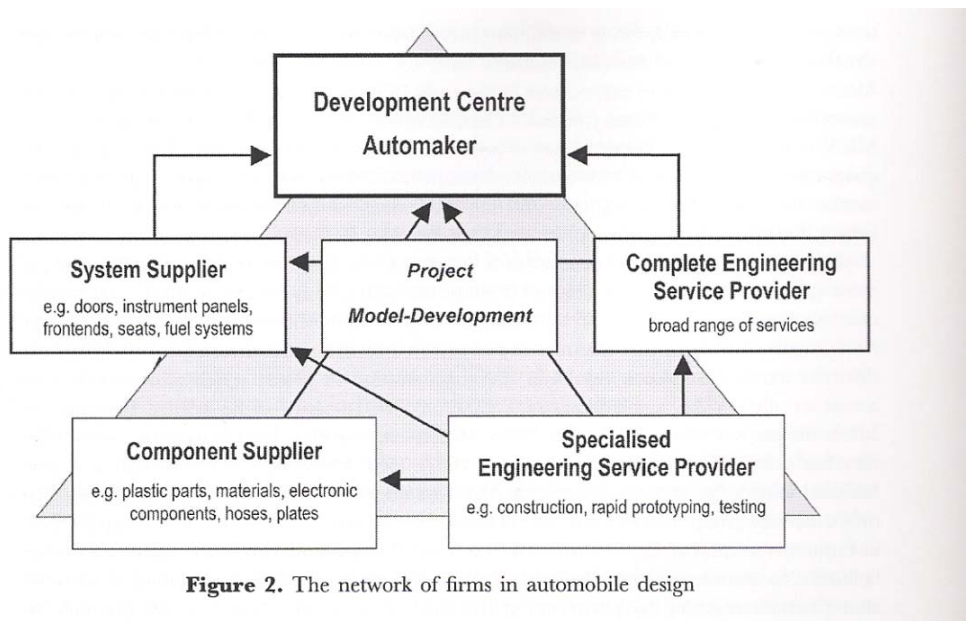 Development Centre
Automaker
System Supplier
e.g. doors, instrument panels,
frontends, seats, fuel systems
Project
Model-Development
Complete Engineering
Service Provider
broad range of services
Component Supplier
e.g. plastic parts, materials, electronic
components, hoses, plates
Specialised
Engineering Service Provider
e.g. construction, rapid prototyping, testing
Figure 2. The network of firms in automobile design